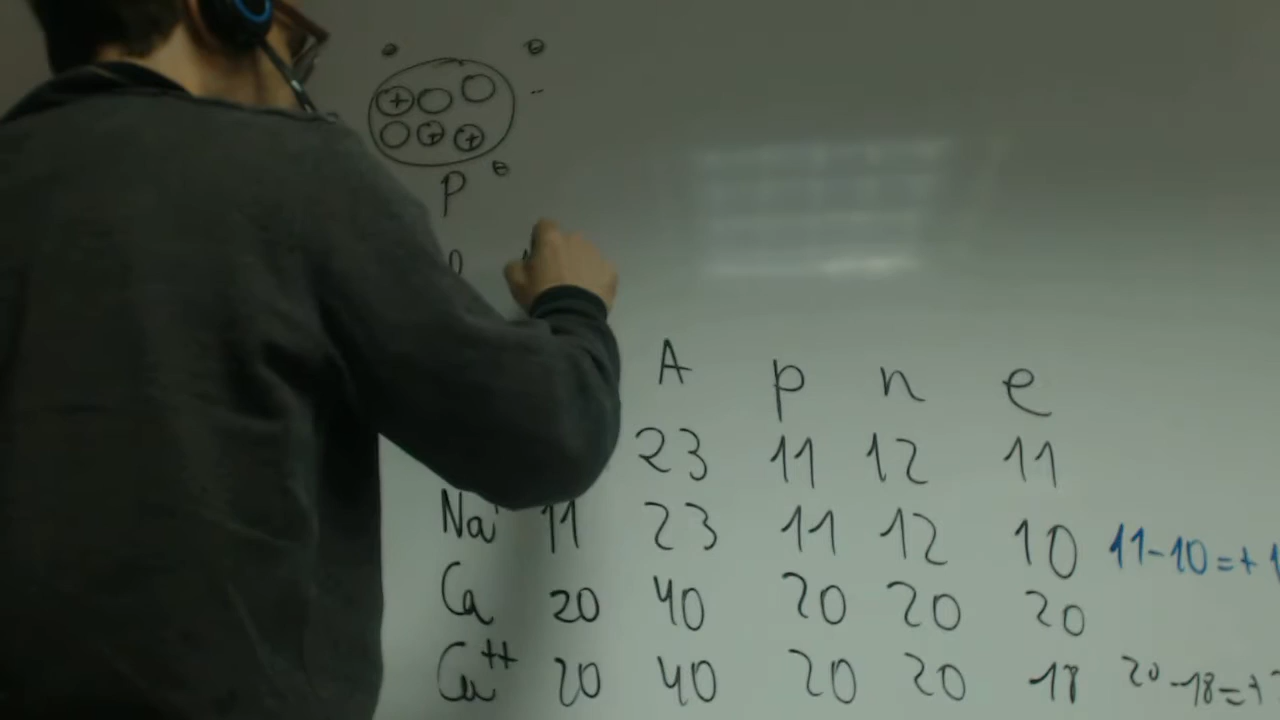 p
A p n e
23 11 12 11
Na⁺ 11 23 11 12 10 11-10=+1
Ca 20 40 20 20 20
Ca⁺⁺ 20 40 20 20 18 20-18=+